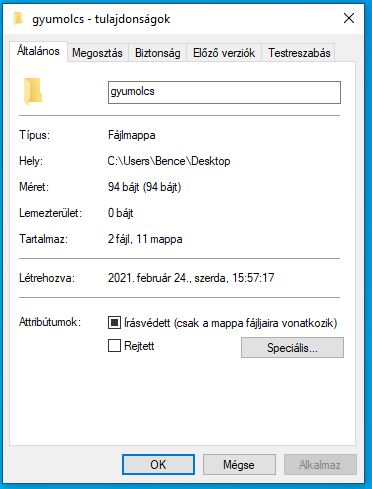 gyumolcs - tulajdonságok
Általános Megosztás Biztonság Előző verziók Testreszabás
gyumolcs
Típus: Fájlmappa
Hely: C:\Users\Bence\Desktop
Méret: 94 bájt (94 bájt)
Lemezterület: 0 bájt
Tartalmaz: 2 fájl, 11 mappa
Létrehozva: 2021. február 24., szerda, 15:57:17
Attribútumok: Írásvédett (csak a mappa fájljaira vonatkozik)
Rejtett Speciális...
OK Mégse Alkalmaz